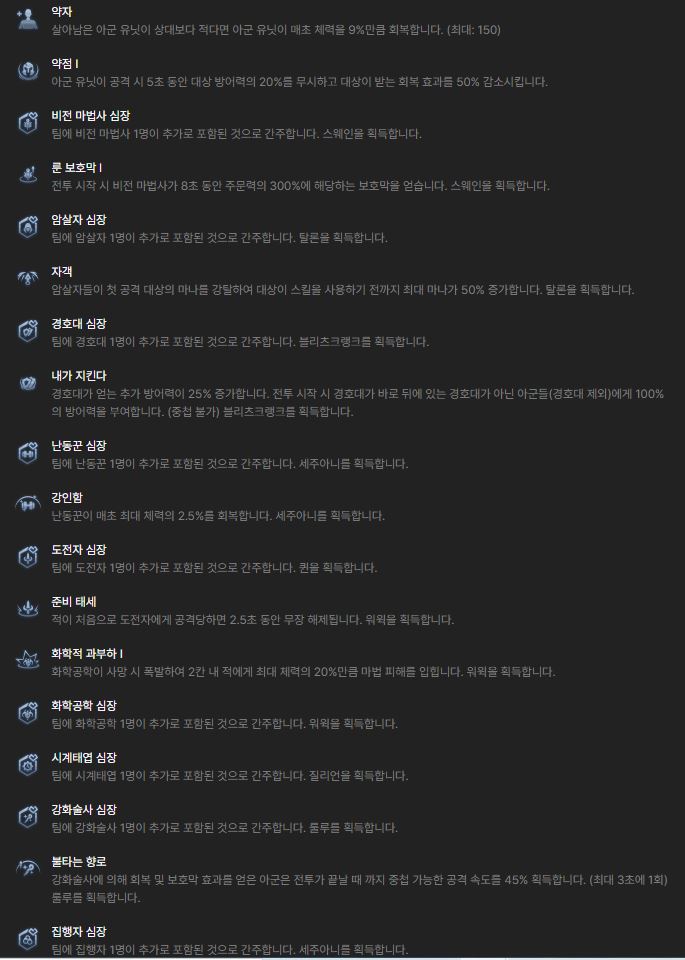 약자
살아남은 아군 유닛이 상대보다 적다면 아군 유닛이 매초 체력을 9%만큼 회복합니다. (최대: 150)
약점 I
아군 유닛이 공격 시 5초 동안 대상 방어력의 20%를 무시하고 대상이 받는 회복 효과를 50% 감소시킵니다.
비전 마법사 심장
팀에 비전 마법사 1명이 추가로 포함된 것으로 간주합니다. 스웨인을 획득합니다.
룬 보호막 I
전투 시작 시 비전 마법사가 8초 동안 주문력의 300%에 해당하는 보호막을 얻습니다. 스웨인을 획득합니다.
암살자 심장
팀에 암살자 1명이 추가로 포함된 것으로 간주합니다. 탈론을 획득합니다.
자객
암살자들이 첫 공격 대상의 마나를 강탈하여 대상이 스킬을 사용하기 전까지 최대 마나가 50% 증가합니다. 탈론을 획득합니다.
경호대 심장
팀에 경호대 1명이 추가로 포함된 것으로 간주합니다. 블리츠크랭크를 획득합니다.
내가 지킨다
경호대가 얻는 추가 방어력이 25% 증가합니다. 전투 시작 시 경호대가 바로 뒤에 있는 경호대가 아닌 아군들(경호대 제외)에게 100%
의 방어력을 부여합니다. (중첩 불가) 블리츠크랭크를 획득합니다.
난동꾼 심장
팀에 난동꾼 1명이 추가로 포함된 것으로 간주합니다. 세주아니를 획득합니다.
강인함
난동꾼이 매초 최대 체력의 2.5%를 회복합니다. 세주아니를 획득합니다.
도전자 심장
팀에 도전자 1명이 추가로 포함된 것으로 간주합니다. 퀸을 획득합니다.
준비 태세
적이 처음으로 도전자에게 공격당하면 2.5초 동안 무장 해제됩니다. 워윅을 획득합니다.
화학적 과부하 I
화학공학이 사망 시 폭발하여 2칸 내 적에게 최대 체력의 20%만큼 마법 피해를 입힙니다. 워윅을 획득합니다.
화학공학 심장
팀에 화학공학 1명이 추가로 포함된 것으로 간주합니다. 워윅을 획득합니다.
시계태엽 심장
팀에 시계태엽 1명이 추가로 포함된 것으로 간주합니다. 질리언을 획득합니다.
강화술사 심장
팀에 강화술사 1명이 추가로 포함된 것으로 간주합니다. 룰루를 획득합니다.
불타는 향로
강화술사에 의해 회복 및 보호막 효과를 얻은 아군은 전투가 끝날 때 까지 중첩 가능한 공격 속도를 45% 획득합니다. (최대 3초에 1회)
룰루를 획득합니다.
집행자 심장
팀에 집행자 1명이 추가로 포함된 것으로 간주합니다. 세주아니를 획득합니다.